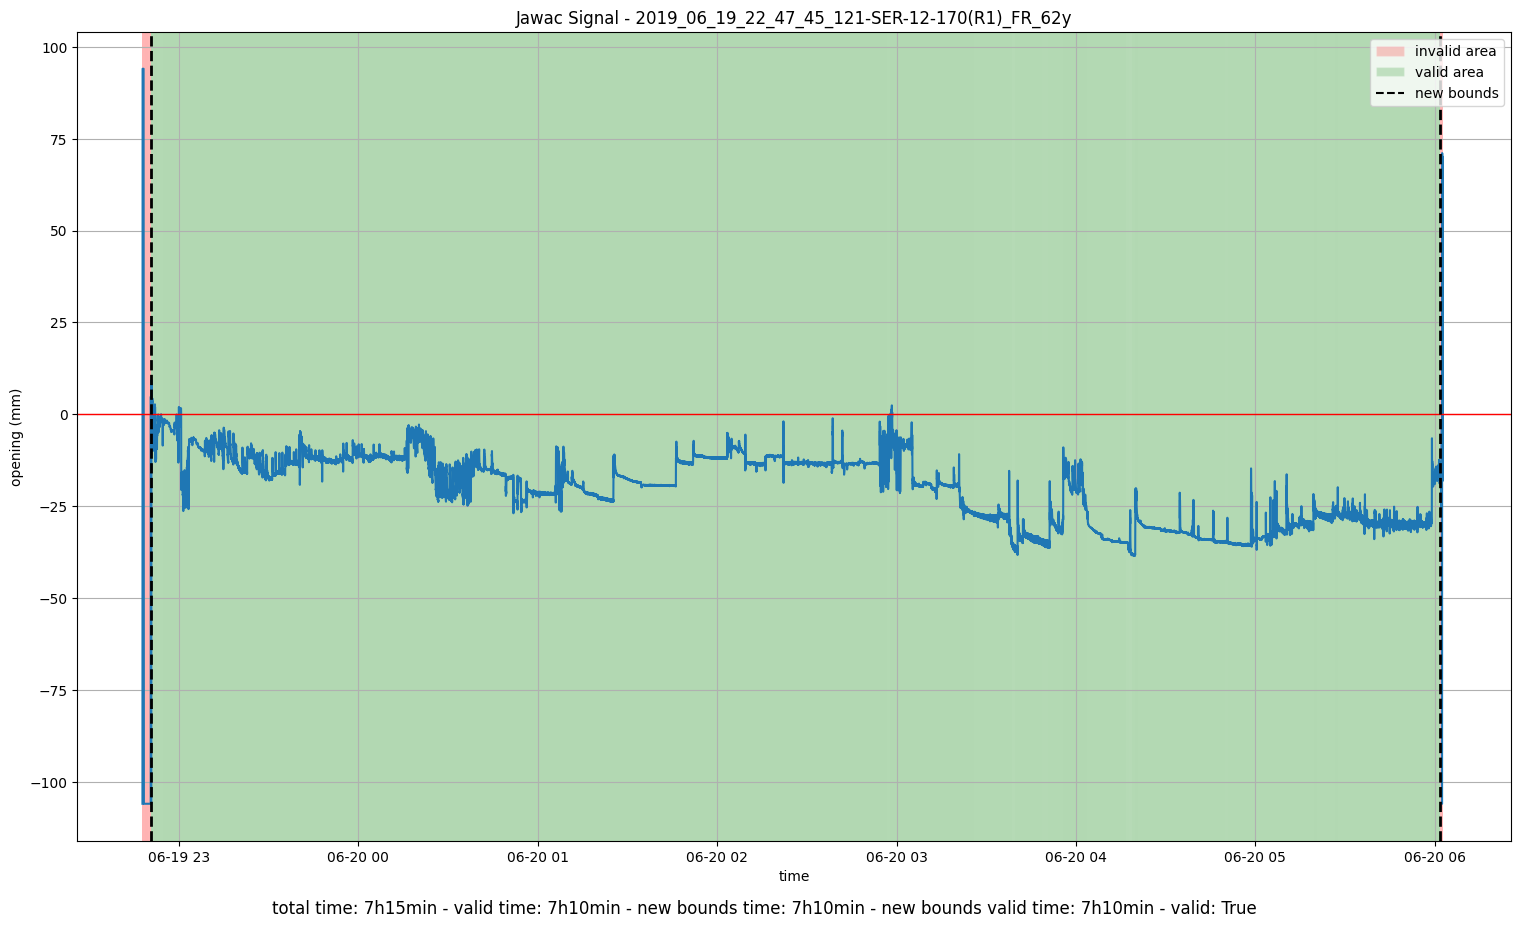 Jawac Signal - 2019_06_19_22_47_45_121-SER-12-170(R1)_FR_62y
invalid area
valid area
new bounds
opening (mm)
100
75
50
25
0
−25
−50
−75
−100
06-19 23
06-20 00
06-20 01
06-20 02
06-20 03
06-20 04
06-20 05
06-20 06
time
total time: 7h15min - valid time: 7h10min - new bounds time: 7h10min - new bounds valid time: 7h10min - valid: True